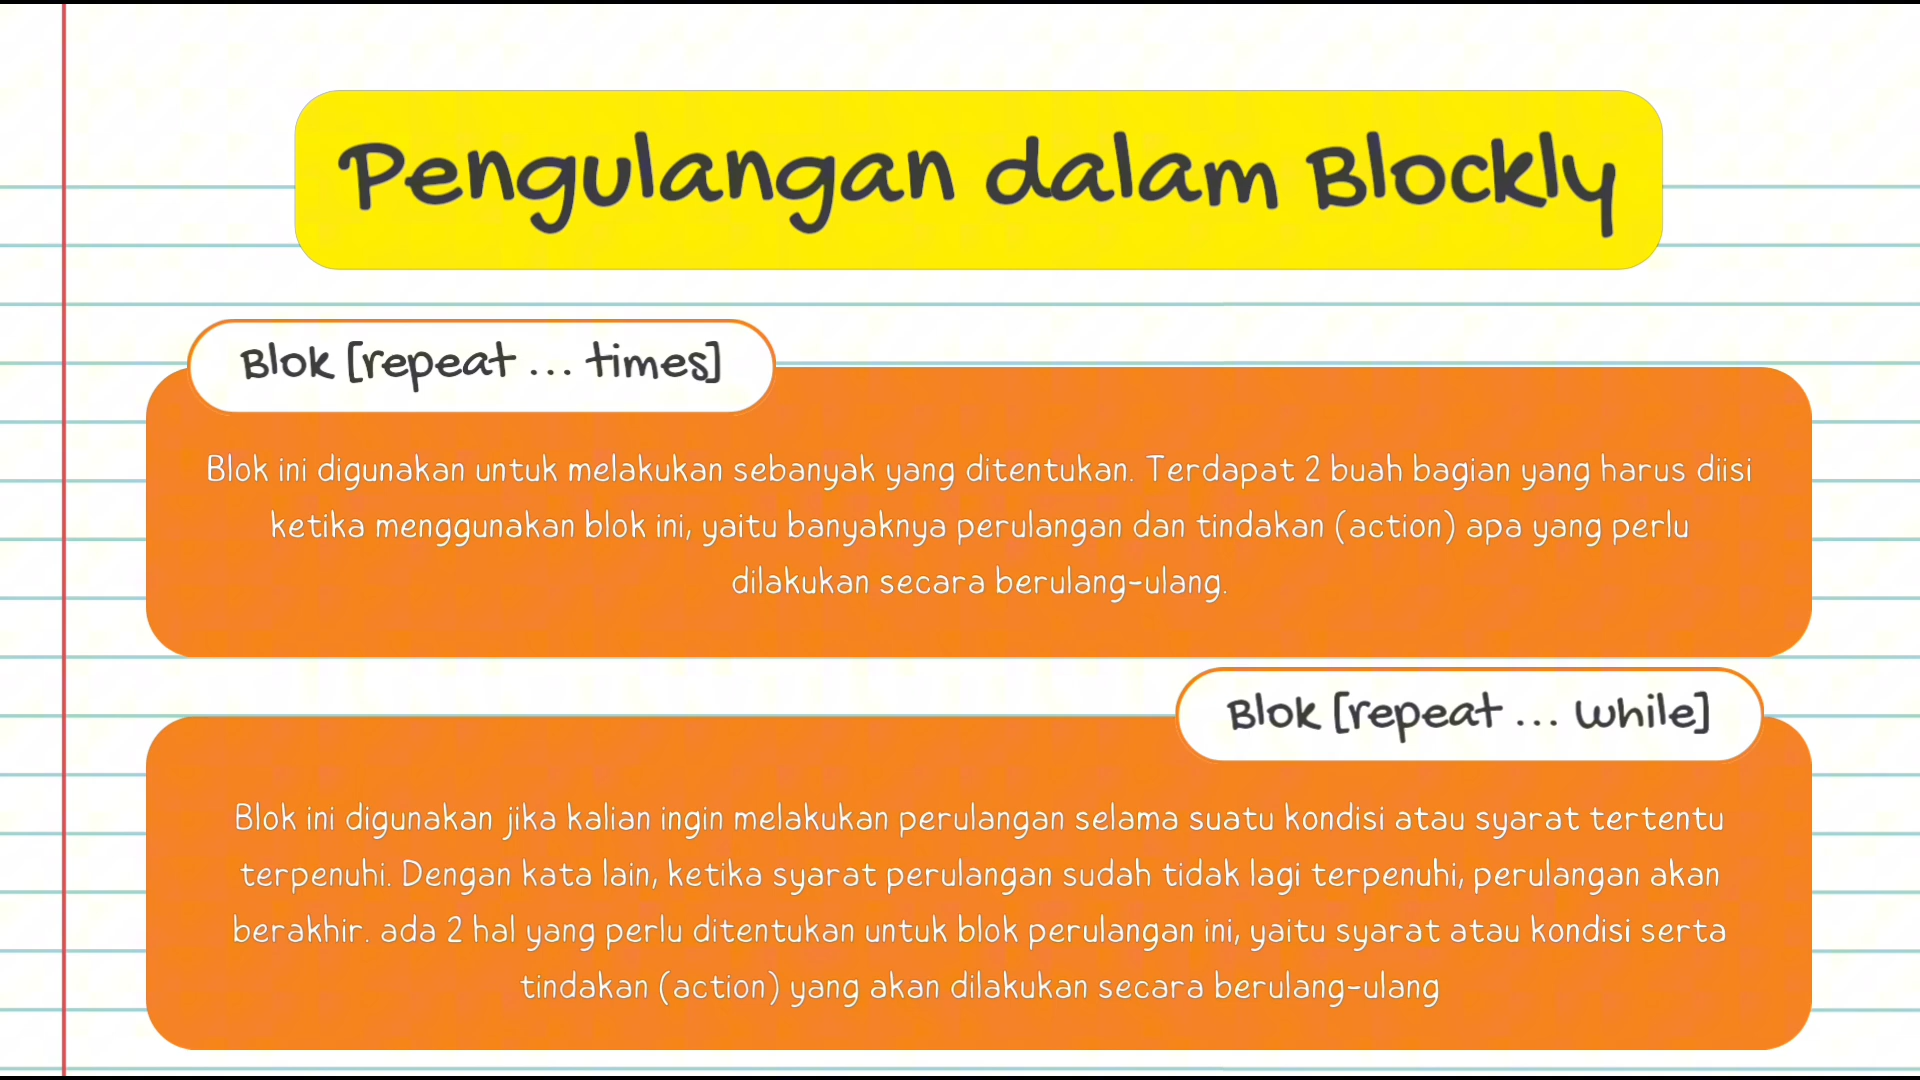 Pengulangan dalam Blockly
Blok [repeat ... times]
Blok ini digunakan untuk melakukan sebanyak yang ditentukan. Terdapat 2 buah bagian yang harus diisi
ketika menggunakan blok ini, yaitu banyaknya perulangan dan tindakan (action) apa yang perlu
dilakukan secara berulang-ulang.
Blok [repeat ... while]
Blok ini digunakan jika kalian ingin melakukan perulangan selama suatu kondisi atau syarat tertentu
terpenuhi. Dengan kata lain, ketika syarat perulangan sudah tidak lagi terpenuhi, perulangan akan
berakhir. ada 2 hal yang perlu ditentukan untuk blok perulangan ini, yaitu syarat atau kondisi serta
tindakan (action) yang akan dilakukan secara berulang-ulang